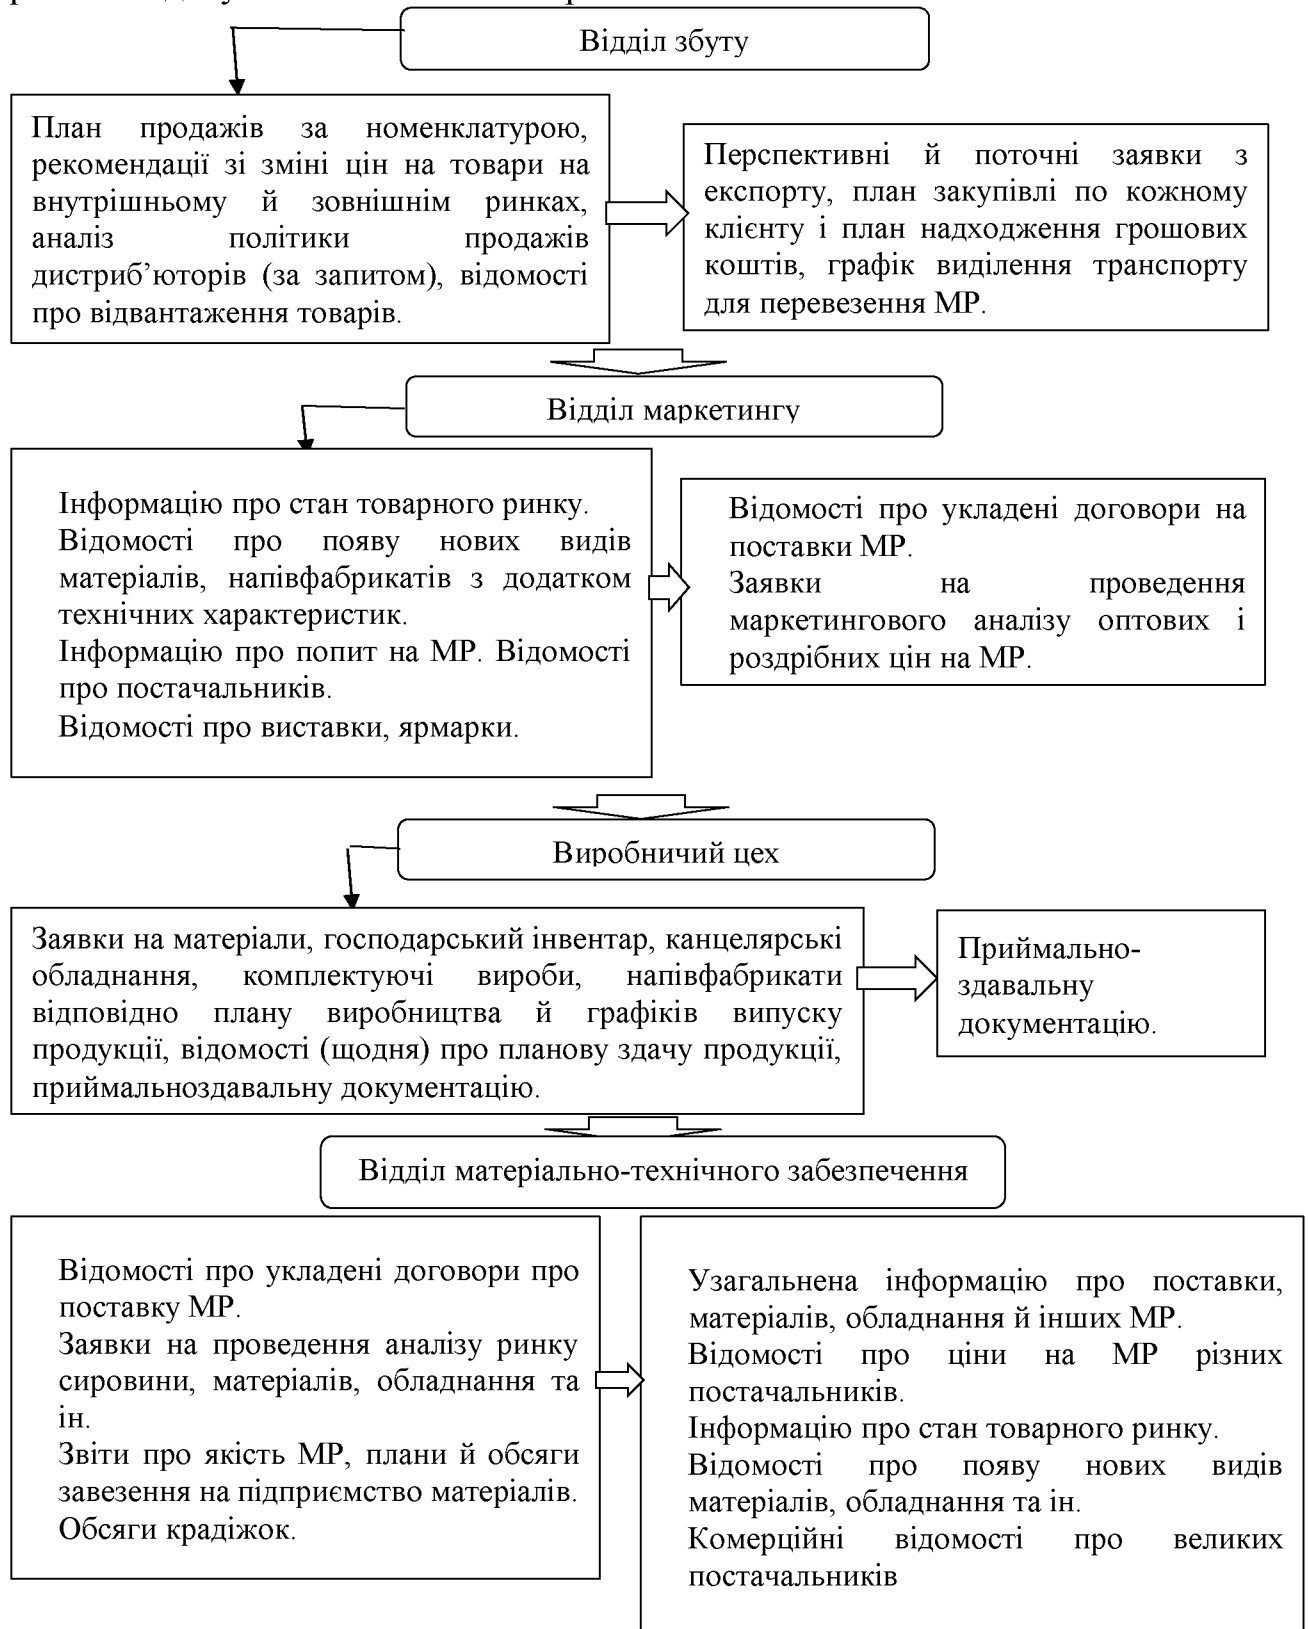 Відділ збуту
План продажів за номенклатурою,
рекомендації зі зміні цін на товари на
внутрішньому й зовнішнім ринках,
аналіз політики продажів
дистриб’юторів (за запитом), відомості
про відвантаження товарів.
Перспективні й поточні заявки з
експорту, план закупівлі по кожному
клієнту і план надходження грошових
коштів, графік виділення транспорту
для перевезення МР.
Відділ маркетингу
Інформацію про стан товарного ринку.
Відомості про появу нових видів
матеріалів, напівфабрикатів з додатком
технічних характеристик.
Інформацію про попит на МР. Відомості
про постачальників.
Відомості про виставки, ярмарки.
Відомості про укладені договори на
поставки МР.
Заявки на проведення
маркетингового аналізу оптових і
роздрібних цін на МР.
Виробничий цех
Заявки на матеріали, господарський інвентар, канцелярські
обладнання, комплектуючі вироби, напівфабрикати
відповідно плану виробництва й графіків випуску
продукції, відомості (щодня) про планову здачу продукції,
приймальноздавальну документацію.
Приймально-
здавальну
документацію.
Відділ матеріально-технічного забезпечення
Відомості про укладені договори про
поставку МР.
Заявки на проведення аналізу ринку
сировини, матеріалів, обладнання та
ін.
Звіти про якість МР, плани й обсяги
завезення на підприємство матеріалів.
Обсяги крадіжок.
Узагальнена інформацію про поставки,
матеріалів, обладнання й інших МР.
Відомості про ціни на МР різних
постачальників.
Інформацію про стан товарного ринку.
Відомості про появу нових видів
матеріалів, обладнання та ін.
Комерційні відомості про великих
постачальників